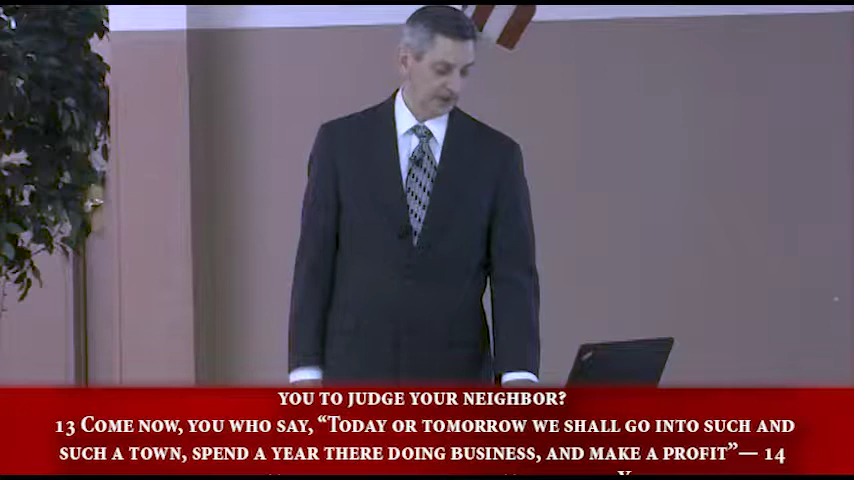 you to judge your neighbor?
13 Come now, you who say, “Today or tomorrow we shall go into such and
such a town, spend a year there doing business, and make a profit”— 14